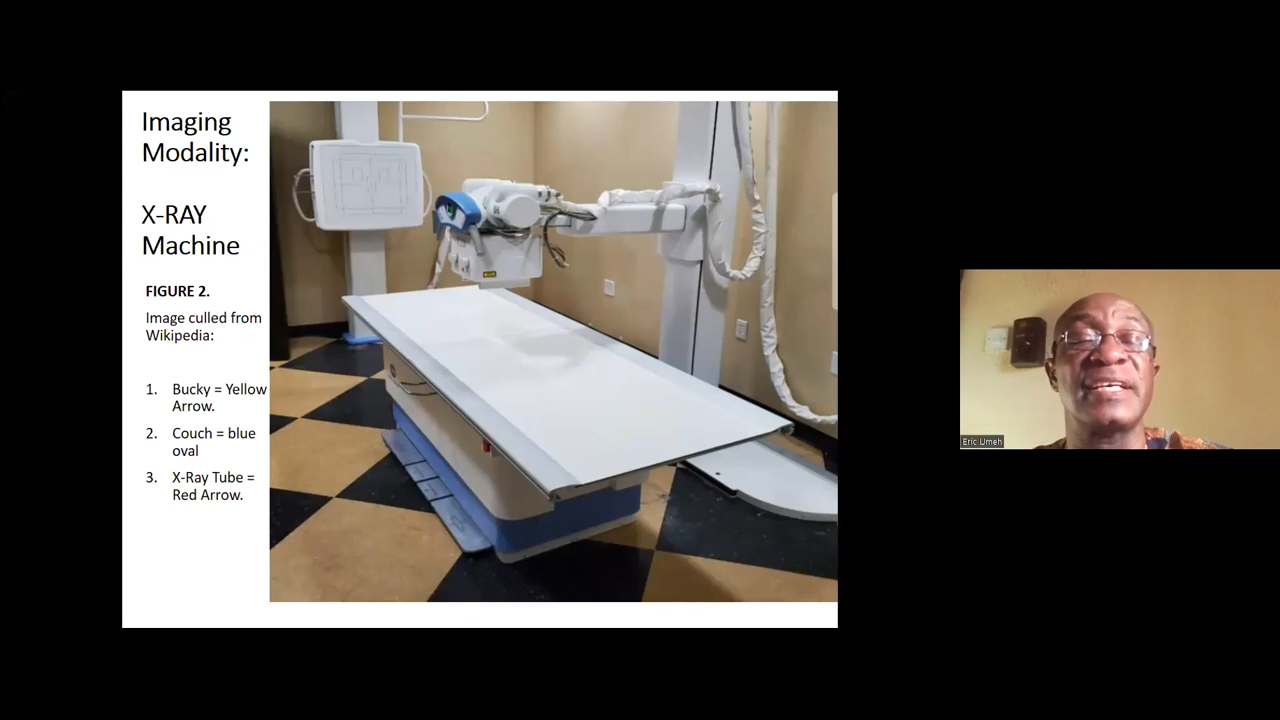 Imaging
Modality:
X-RAY
Machine
FIGURE 2.
Image culled from
Wikipedia:
1. Bucky = Yellow
Arrow.
2. Couch = blue
oval
3. X-Ray Tube =
Red Arrow.
Eric Umeh